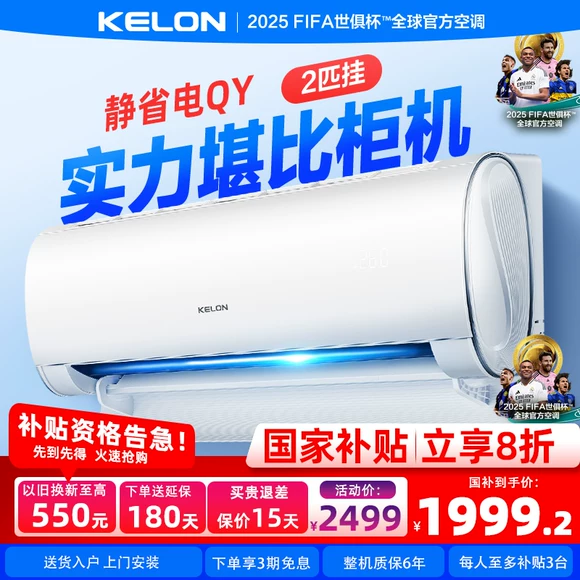 KELON 2025 FIFA世俱杯™全球官方空调
静省电QY 2匹挂
实力堪比柜机
2025 FIFA世俱杯™
全球官方空调
KELON
2025 FIFA世俱杯™
全球官方空调
补贴资格告急!
先到先得 火速抢购
国家补贴 立享8折
以旧换新至高
550元
下单送延保
180天
买贵退差
保价15天
活动价:
¥2499
国补到手价:
¥1999.2
送货入户 上门安装
下单享3期免息
整机质保6年
每人至多补贴3台